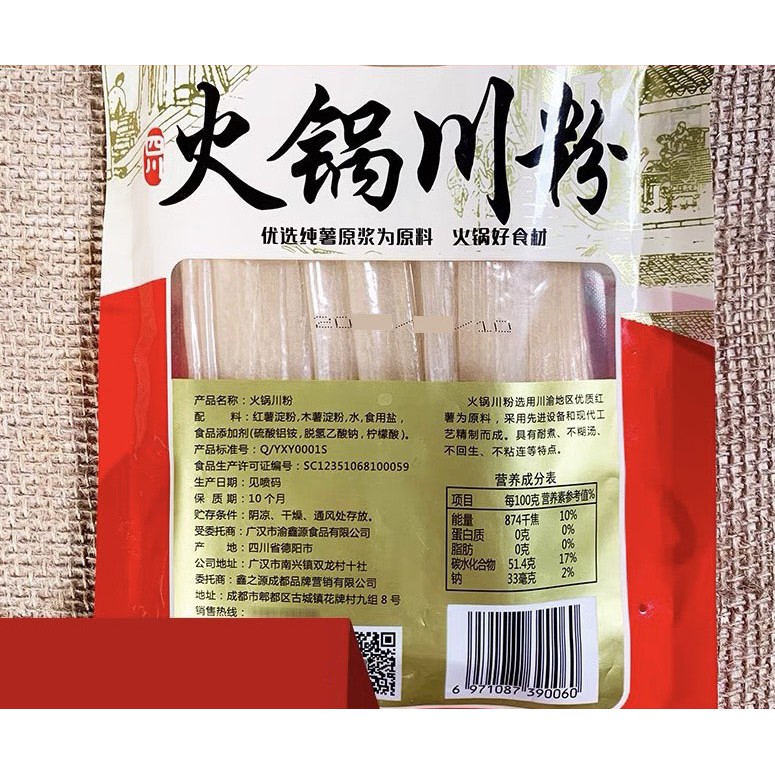 四川
火锅川粉
优选纯薯原浆为原料 火锅好食材
20 / /10
产品名称：火锅川粉
配 料：红薯淀粉，木薯淀粉，水，食用盐，
食品添加剂(硫酸铝铵，脱氢乙酸钠，柠檬酸)。
产品标准号：Q/YXY0001S
食品生产许可证编号：SC12351068100059
生产日期：见喷码
保 质 期：10个月
贮存条件：阴凉、干燥、通风处存放。
受委托商：广汉市渝鑫源食品有限公司
产 地：四川省德阳市
公司地址：广汉市南兴镇双龙村十社
委托商：鑫之源成都品牌营销有限公司
地址：成都市郫都区古城镇花牌村九组8号
销售热线：
火锅川粉选用川渝地区优质红
薯为原料，采用先进设备和现代工
艺精制而成。具有耐煮、不糊汤、
不回生、不粘连等特点。
营养成分表
项目 每100克 营养素参考值%
能量 874千焦 10%
蛋白质 0克 0%
脂肪 0克 0%
碳水化合物 51.4克 17%
钠 33毫克 2%
6 971087 390060